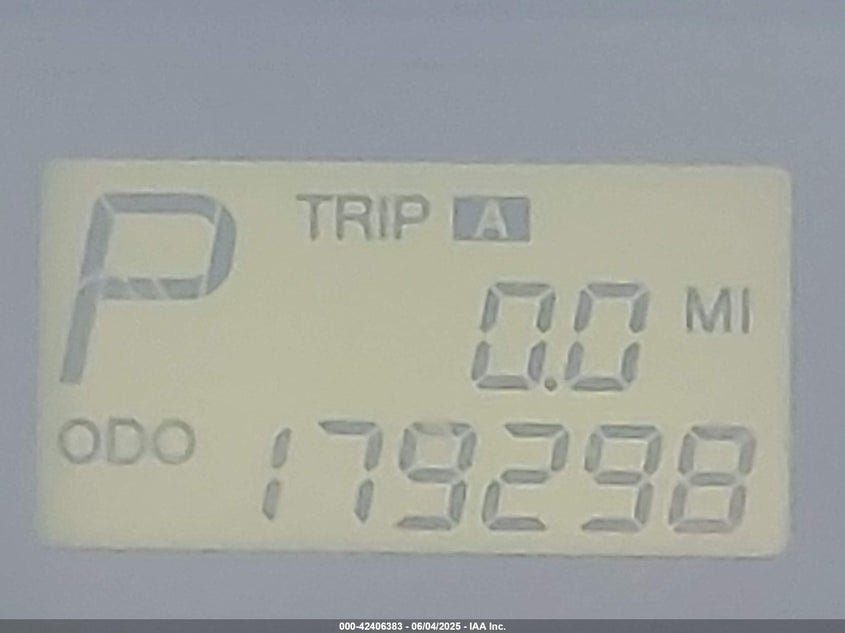 P
TRIP A
0.0 MI
ODO 179298
000-42406383 - 06/04/2025 - IAA Inc.